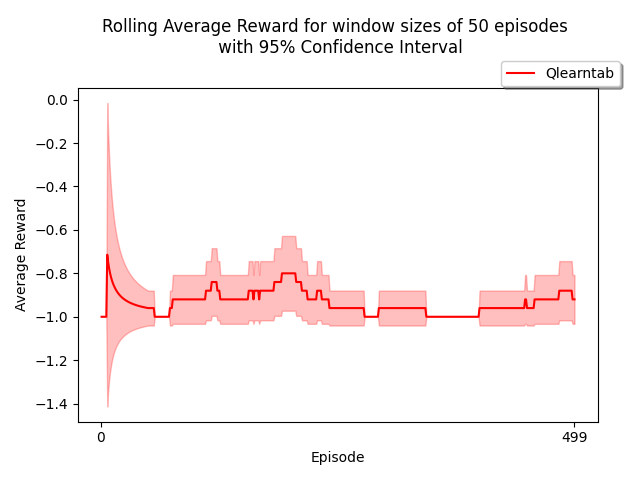 Rolling Average Reward for window sizes of 50 episodes
with 95% Confidence Interval
Qlearntab
0.0
−0.2
−0.4
−0.6
−0.8
−1.0
−1.2
−1.4
Average Reward
0
499
Episode